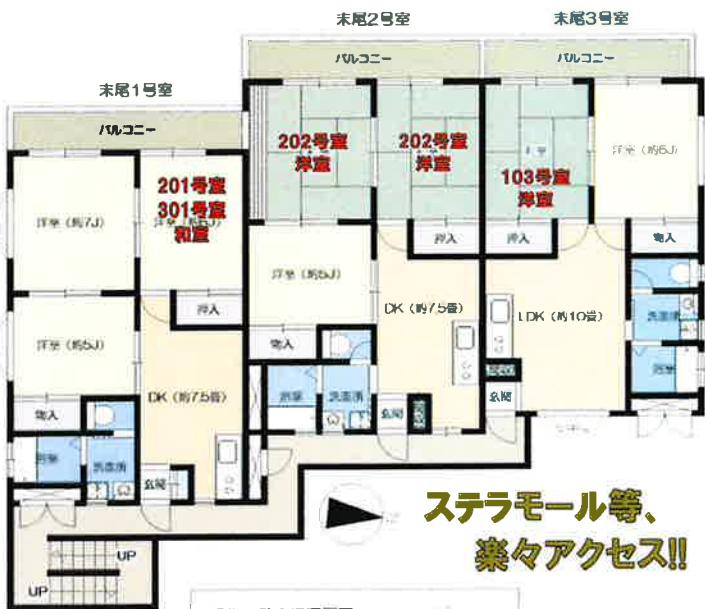 末尾2号室
末尾3号室
バルコニー
バルコニー
末尾1号室
バルコニー
202号室
洋室
202号室
洋室
103号室
洋室
洋室（約6J）
201号室
301号室
和室
洋室（約7J）
押入
押入
物入
洋室（約5J）
DK（約7.5畳）
LDK（約10畳）
洗面所
浴室
押入
物入
洋室（約5J）
DK（約7.5畳）
浴室
洗面所
玄関
玄関
物入
浴室
洗面所
玄関
ステラモール等、
楽々アクセス!!
UP
UP